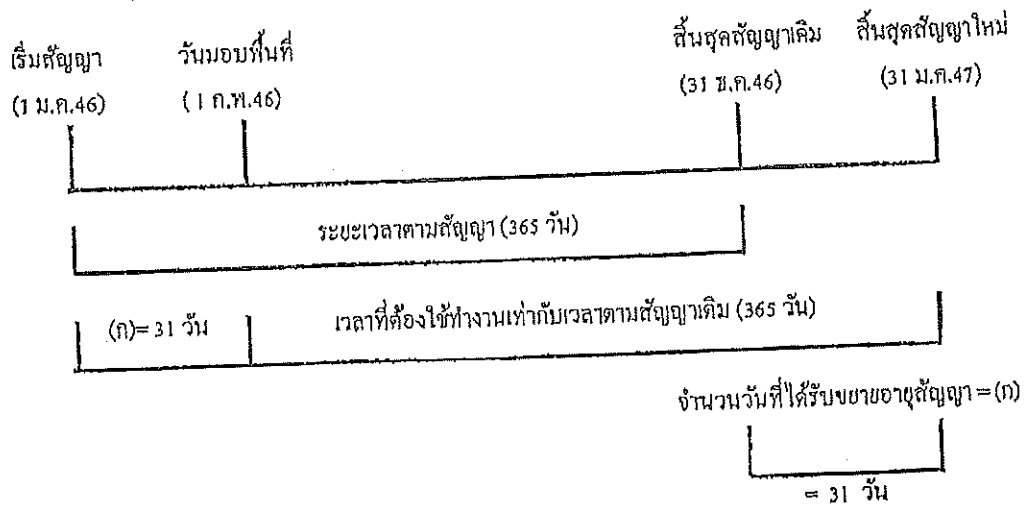 เริ่มสัญญา
(1 ม.ค.46)
วันมอบพื้นที่
(1 ก.พ.46)
สิ้นสุดสัญญาเดิม
(31 ธ.ค.46)
สิ้นสุดสัญญาใหม่
(31 ม.ค.47)
ระยะเวลาตามสัญญา (365 วัน)
(ก)= 31 วัน
เวลาที่ต้องใช้ทำงานเท่ากับเวลาตามสัญญาเดิม (365 วัน)
จำนวนวันที่ได้รับขยายอายุสัญญา = (ก)
= 31 วัน